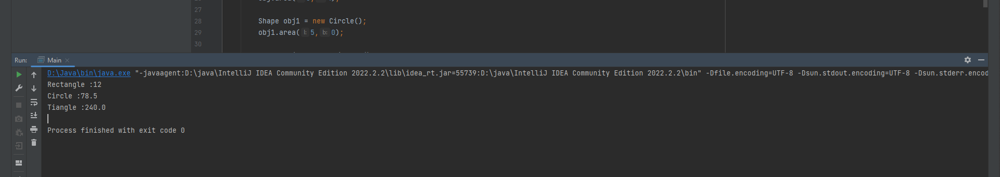 27
28 Shape obj1 = new Circle();
29 obj1.area( l: 5, b: 0);
30
Run: Main
D:\Java\bin\java.exe "-javaagent:D:\java\IntelliJ IDEA Community Edition 2022.2.2\lib\idea_rt.jar=55739:D:\java\IntelliJ IDEA Community Edition 2022.2.2\bin" -Dfile.encoding=UTF-8 -Dsun.stdout.encoding=UTF-8 -Dsun.stderr.encod
Rectangle :12
Circle :78.5
Tiangle :240.0
Process finished with exit code 0